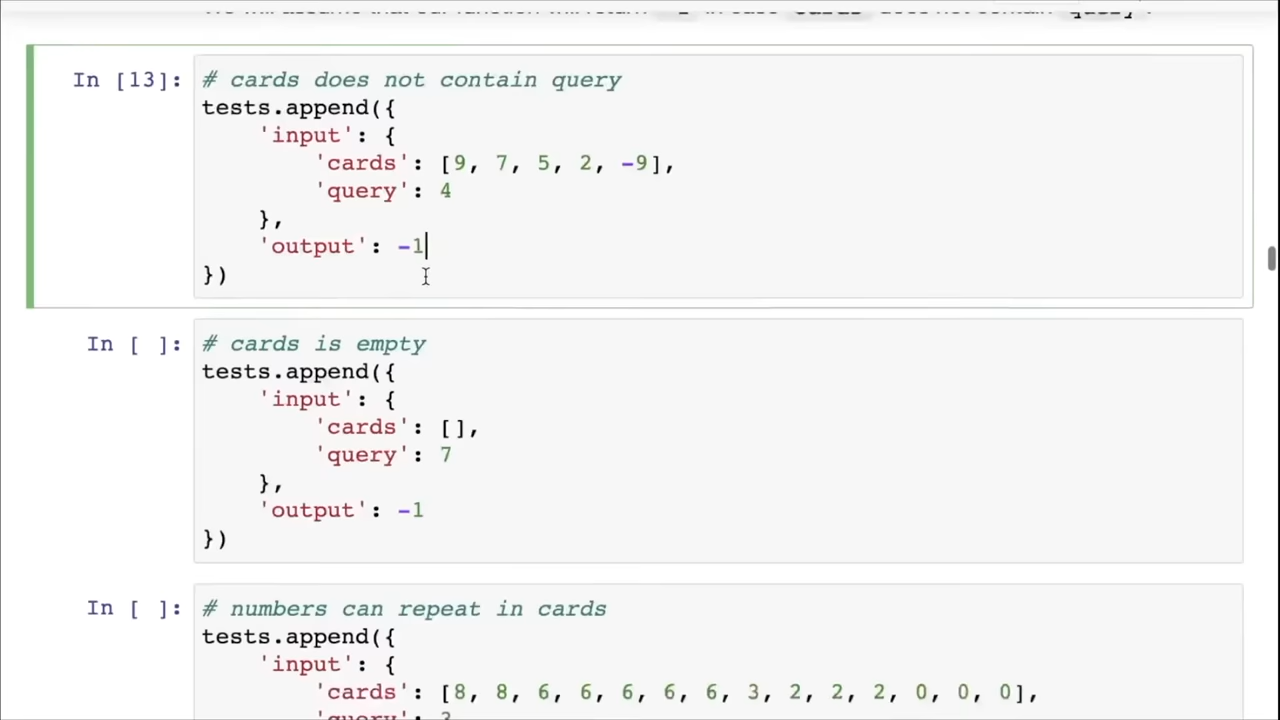 In [13]:
# cards does not contain query
tests.append({
    'input': {
        'cards': [9, 7, 5, 2, -9],
        'query': 4
    },
    'output': -1
})
In [ ]:
# cards is empty
tests.append({
    'input': {
        'cards': [],
        'query': 7
    },
    'output': -1
})
In [ ]:
# numbers can repeat in cards
tests.append({
    'input': {
        'cards': [8, 8, 6, 6, 6, 6, 6, 3, 2, 2, 2, 0, 0, 0],
        'query': 3